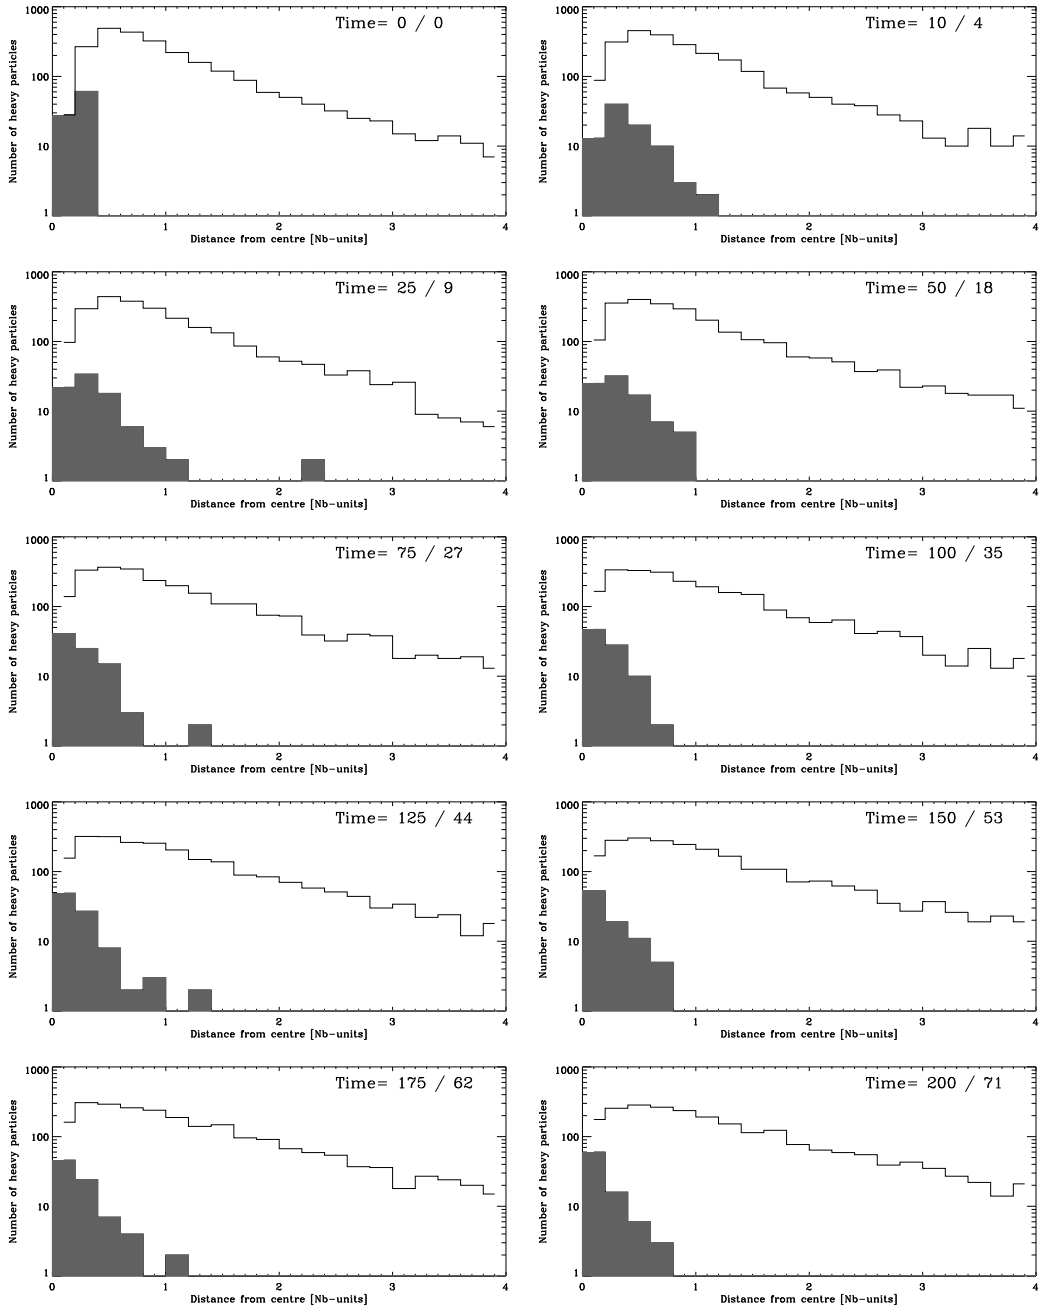 Time= 0 / 0
Number of heavy particles
1000
100
10
1
0 1 2 3 4
Distance from centre [Nb-units]
Time= 10 / 4
Number of heavy particles
1000
100
10
1
0 1 2 3 4
Distance from centre [Nb-units]
Time= 25 / 9
Number of heavy particles
1000
100
10
1
0 1 2 3 4
Distance from centre [Nb-units]
Time= 50 / 18
Number of heavy particles
1000
100
10
1
0 1 2 3 4
Distance from centre [Nb-units]
Time= 75 / 27
Number of heavy particles
1000
100
10
1
0 1 2 3 4
Distance from centre [Nb-units]
Time= 100 / 35
Number of heavy particles
1000
100
10
1
0 1 2 3 4
Distance from centre [Nb-units]
Time= 125 / 44
Number of heavy particles
1000
100
10
1
0 1 2 3 4
Distance from centre [Nb-units]
Time= 150 / 53
Number of heavy particles
1000
100
10
1
0 1 2 3 4
Distance from centre [Nb-units]
Time= 175 / 62
Number of heavy particles
1000
100
10
1
0 1 2 3 4
Distance from centre [Nb-units]
Time= 200 / 71
Number of heavy particles
1000
100
10
1
0 1 2 3 4
Distance from centre [Nb-units]